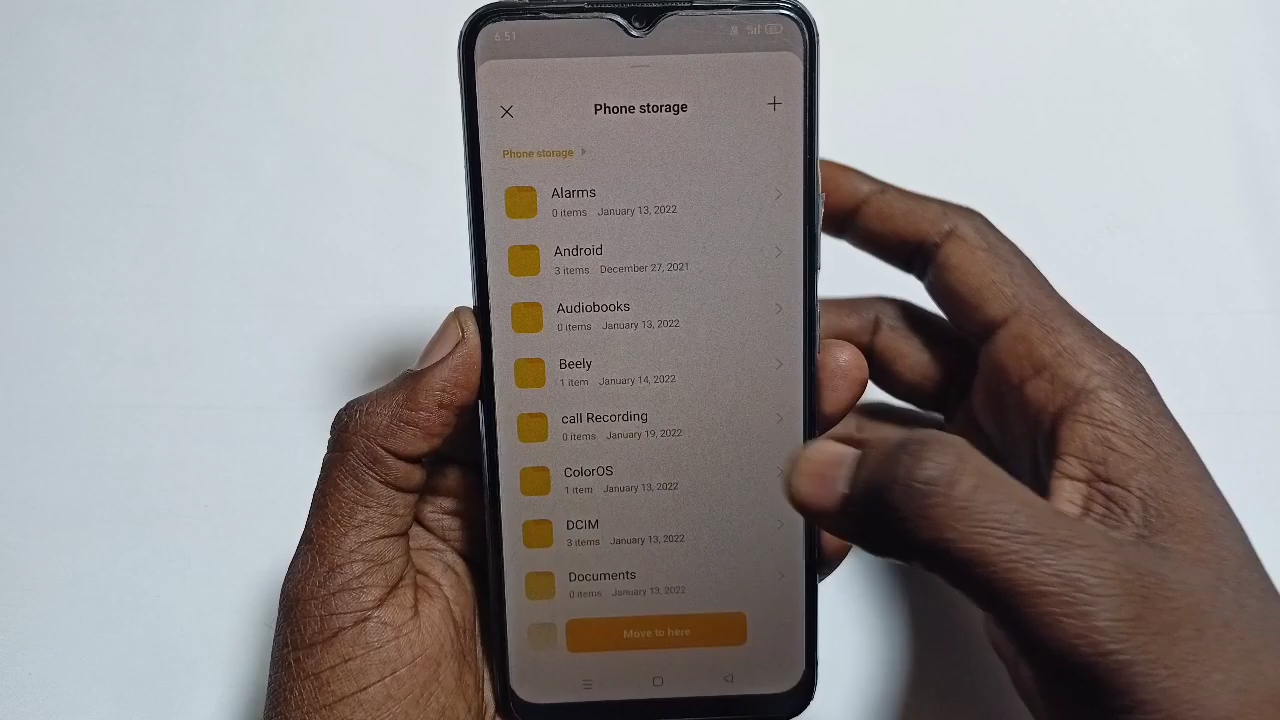 6:51
Phone storage
Phone storage
Alarms
0 items January 13, 2022
Android
3 items December 27, 2021
Audiobooks
0 items January 13, 2022
Beely
1 item January 14, 2022
call Recording
0 items January 19, 2022
ColorOS
1 item January 13, 2022
DCIM
3 items January 13, 2022
Documents
0 items January 13, 2022
Move to here